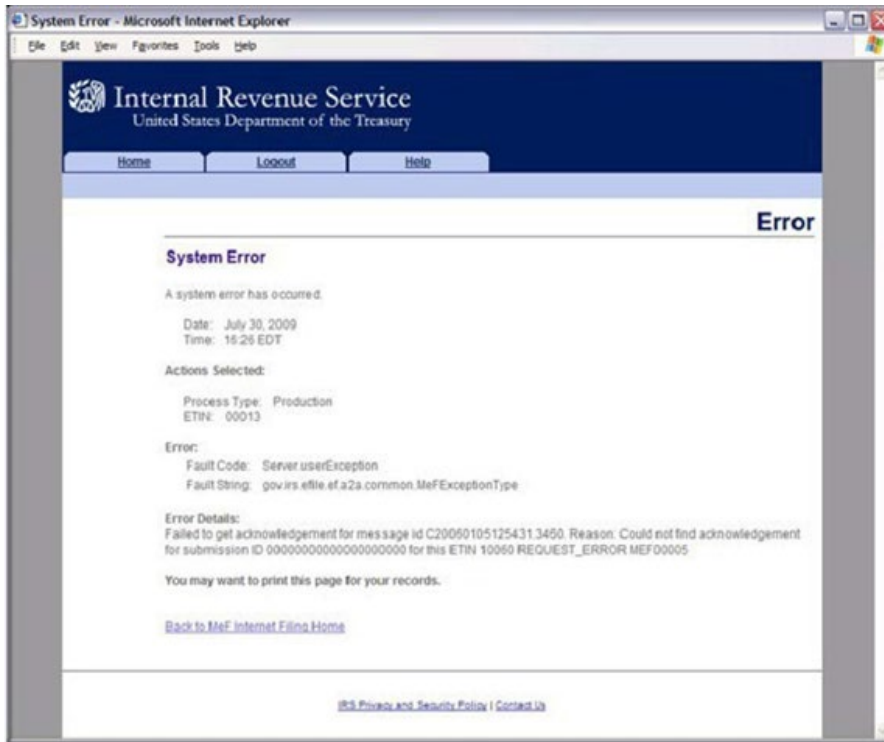 System Error - Microsoft Internet Explorer
File Edit View Favorites Tools Help
Internal Revenue Service
United States Department of the Treasury
Home Logout Help
Error
System Error
A system error has occurred.
Date: July 30, 2009
Time: 16:26 EDT
Actions Selected:
Process Type: Production
ETIN: 00013
Error:
Fault Code: Server.userException
Fault String: gov.irs.efile.ef.a2a.common.MeFExceptionType
Error Details:
Failed to get acknowledgement for message id C20060105125431.3450. Reason: Could not find acknowledgement
for submission ID 00000000000000000000 for this ETIN 10060 REQUEST_ERROR MEF00005
You may want to print this page for your records.
Back to MeF Internet Filing Home
IRS Privacy and Security Policy | Contact Us